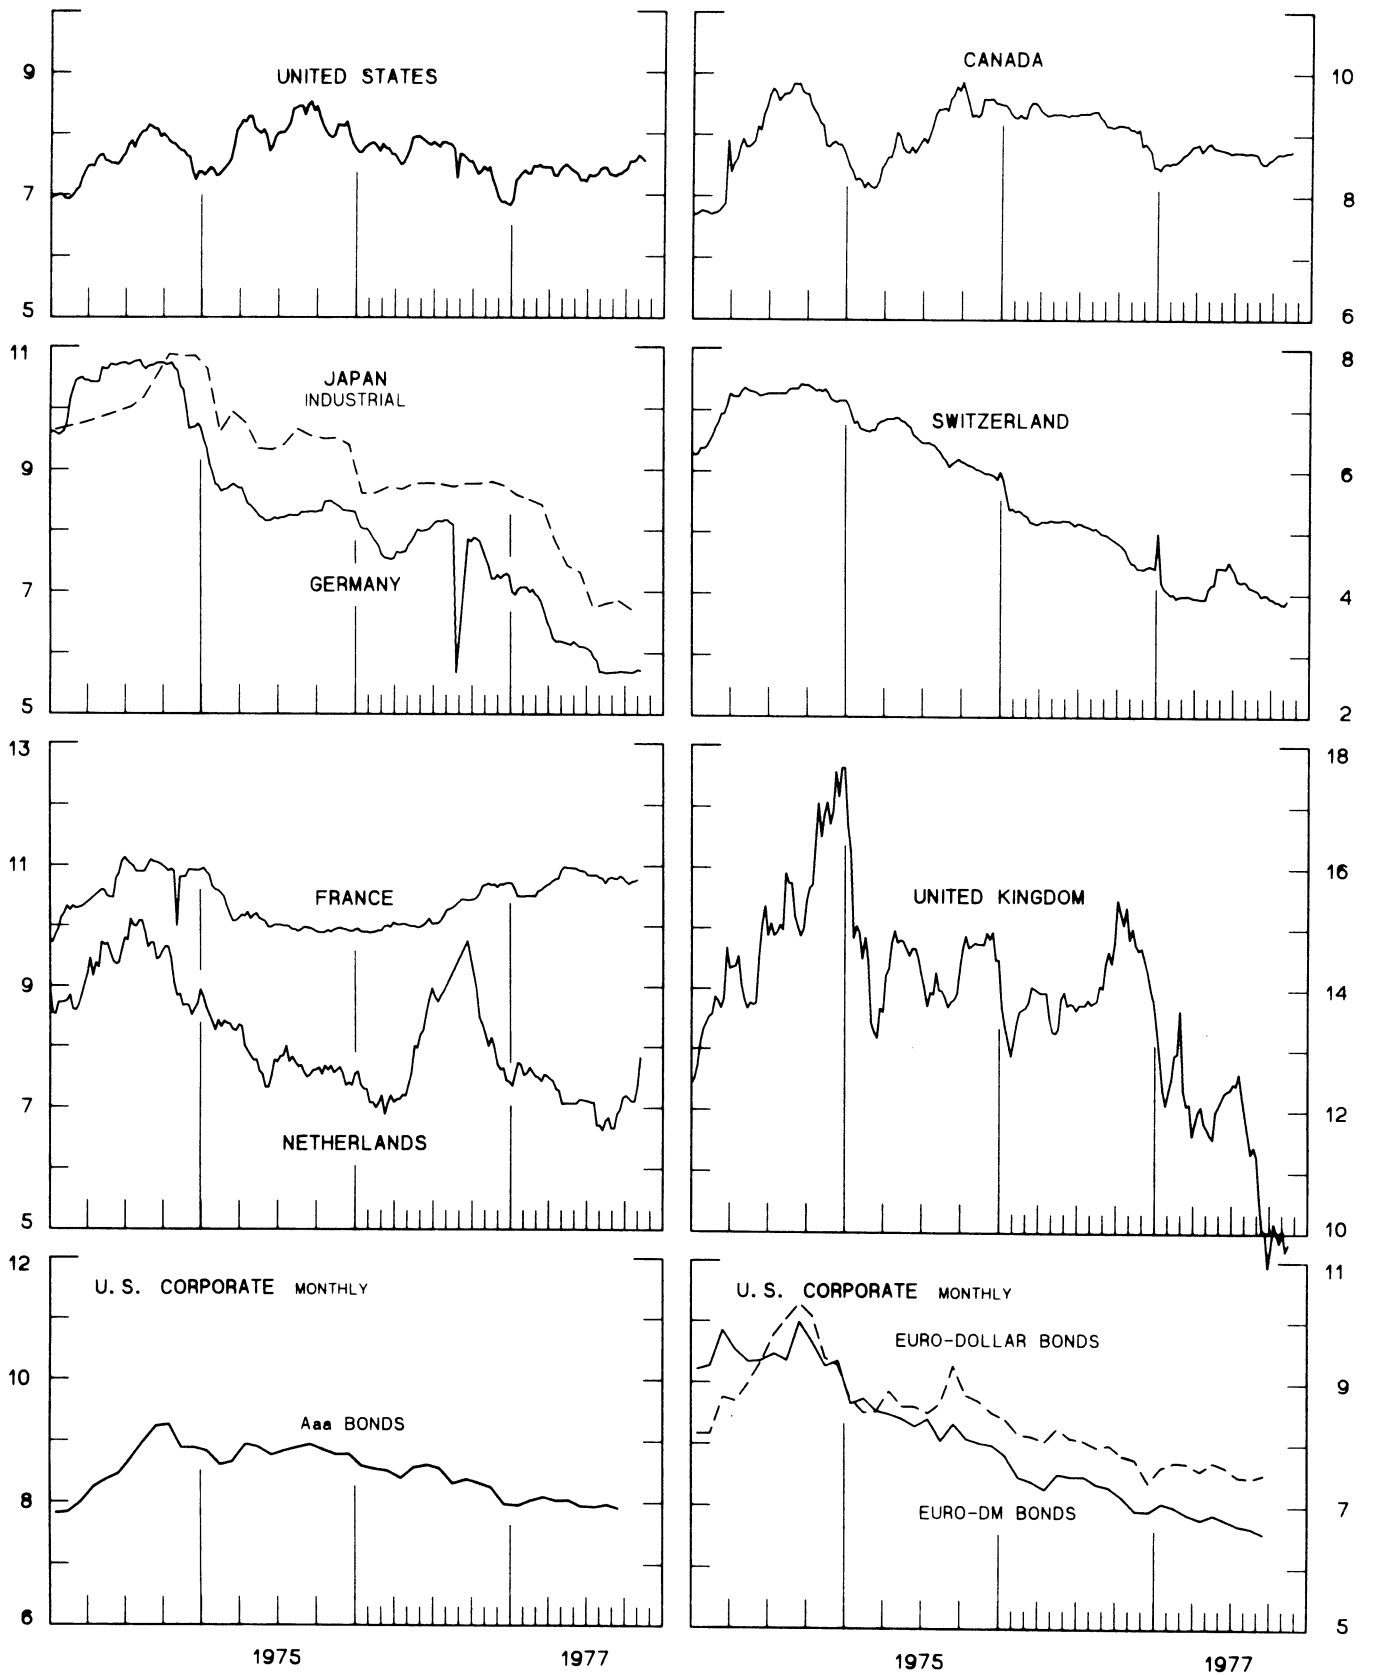 9
UNITED STATES
7
5
CANADA
10
8
6
11
JAPAN
INDUSTRIAL
9
GERMANY
7
5
8
SWITZERLAND
6
4
2
13
11
FRANCE
9
7
NETHERLANDS
5
18
16
UNITED KINGDOM
14
12
10
12
U.S. CORPORATE MONTHLY
10
Aaa BONDS
8
6
1975 1977
11
U.S. CORPORATE MONTHLY
EURO-DOLLAR BONDS
9
EURO-DM BONDS
7
5
1975 1977